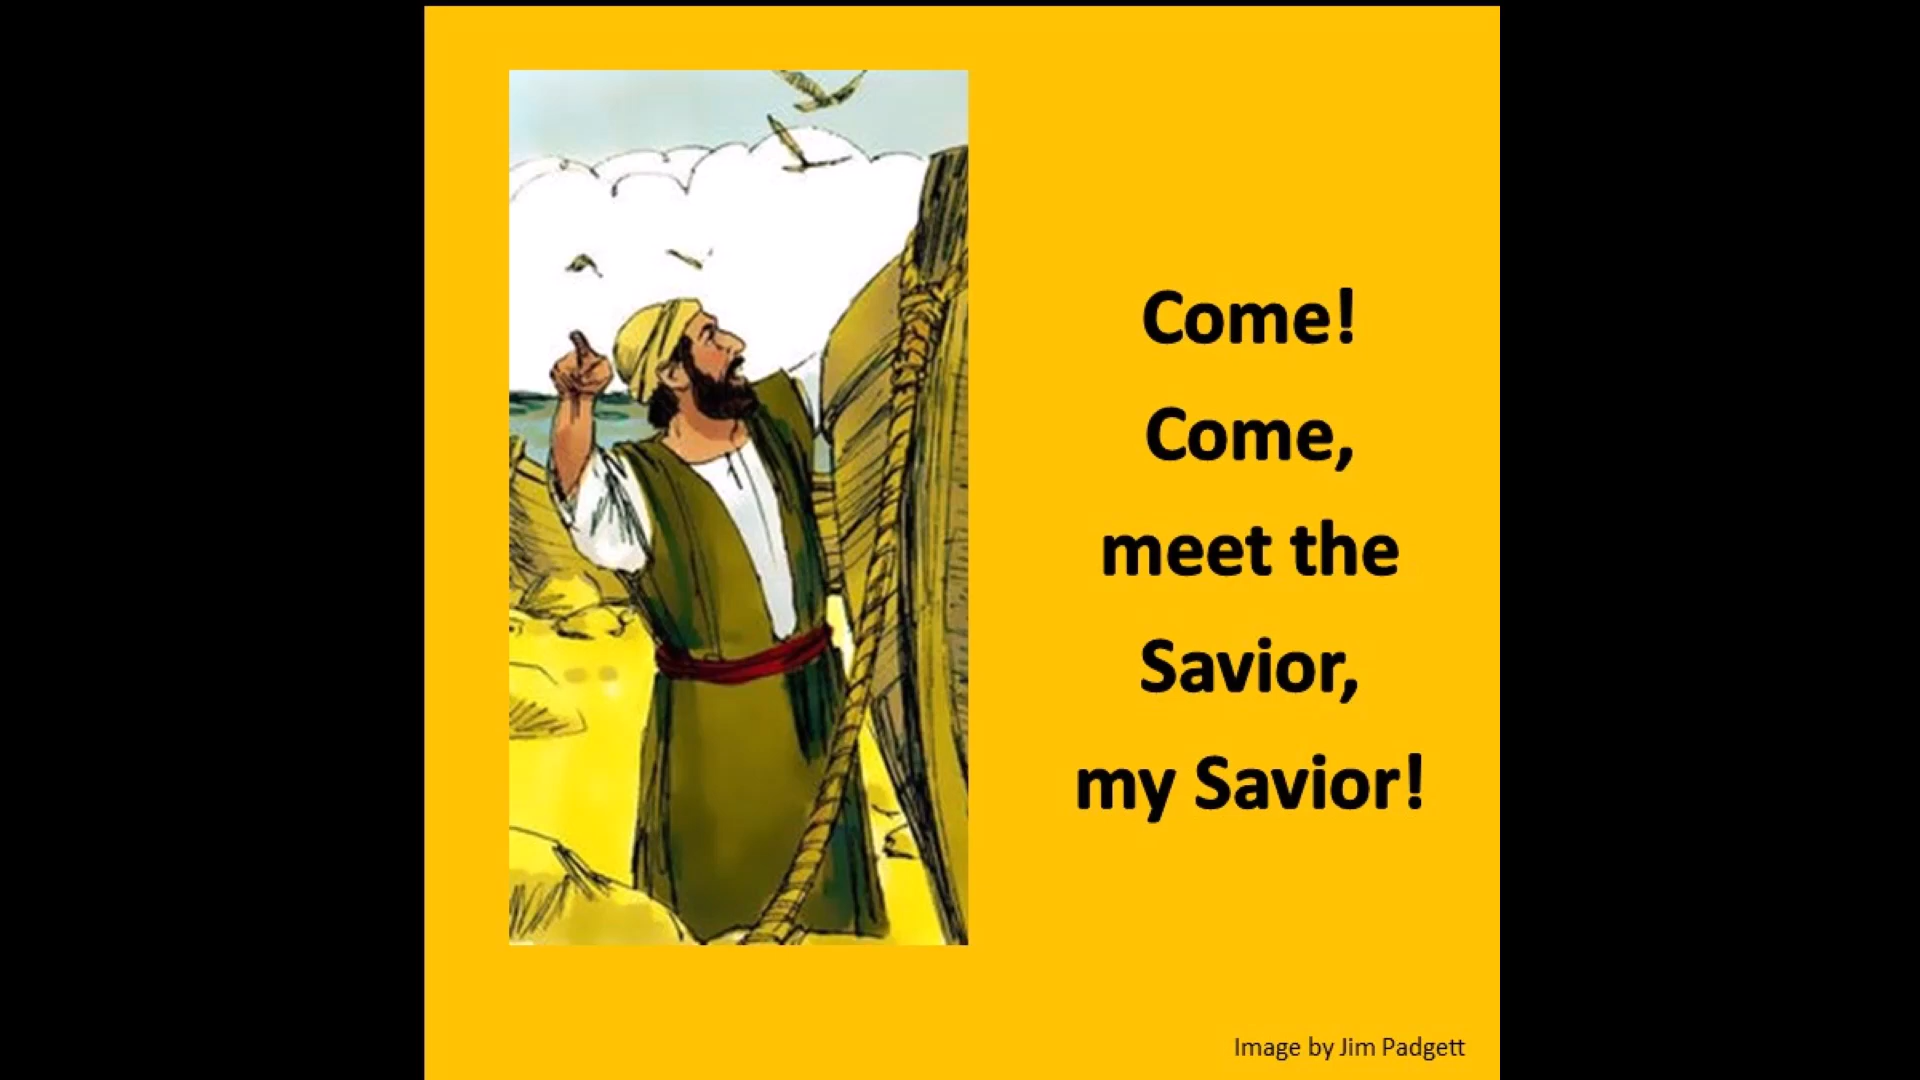 Come!
Come,
meet the
Savior,
my Savior!
Image by Jim Padgett